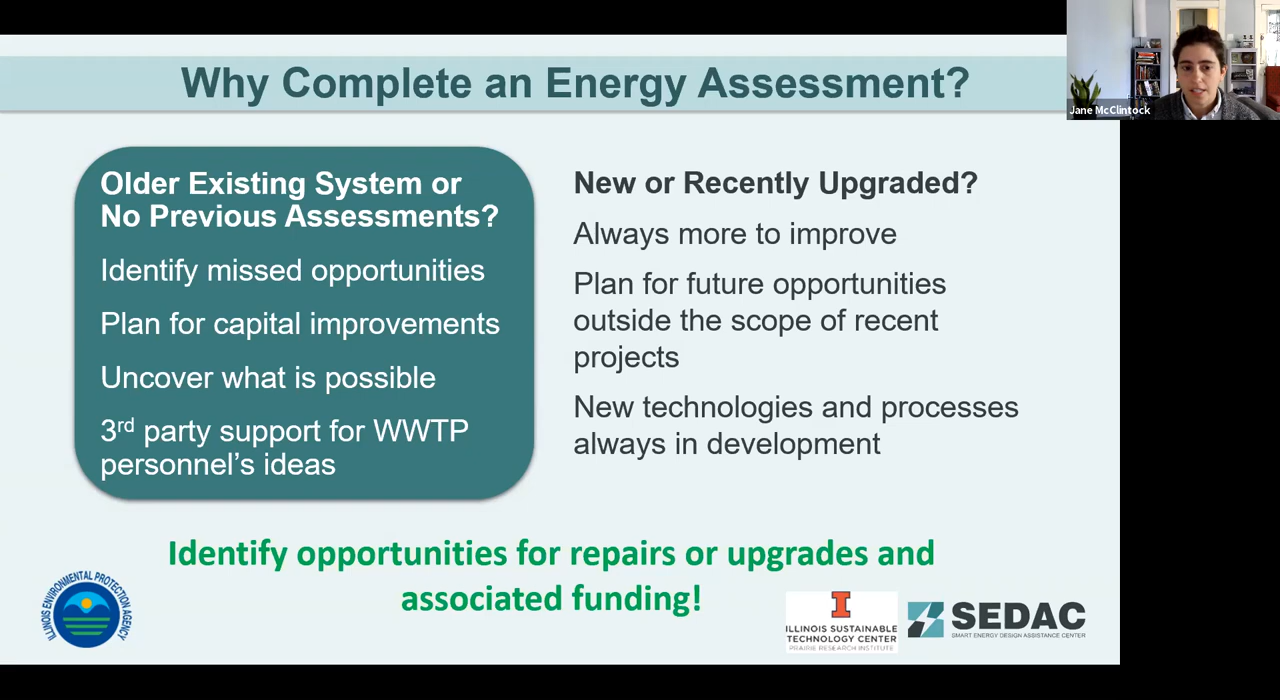 Why Complete an Energy Assessment?
Jane McClintock
Older Existing System or
No Previous Assessments?
Identify missed opportunities
Plan for capital improvements
Uncover what is possible
3rd party support for WWTP
personnel’s ideas
New or Recently Upgraded?
Always more to improve
Plan for future opportunities
outside the scope of recent
projects
New technologies and processes
always in development
Identify opportunities for repairs or upgrades and
associated funding!
ILLINOIS ENVIRONMENTAL PROTECTION AGENCY
I
ILLINOIS SUSTAINABLE
TECHNOLOGY CENTER
PRAIRIE RESEARCH INSTITUTE
SEDAC
SMART ENERGY DESIGN ASSISTANCE CENTER